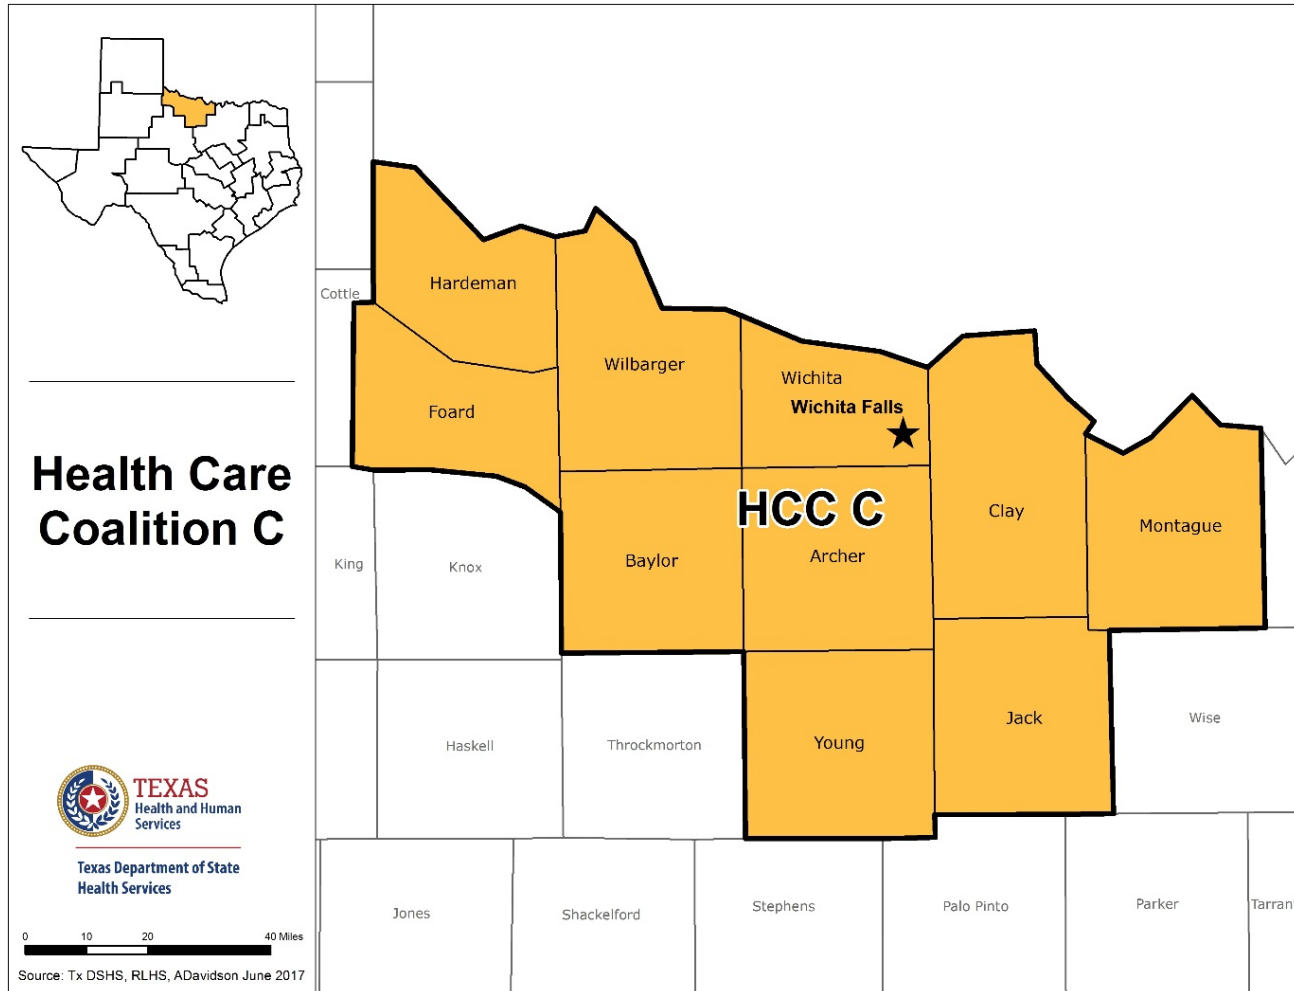 Health Care
Coalition C
TEXAS
Health and Human
Services
Texas Department of State
Health Services
0 10 20 40 Miles
Source: Tx DSHS, RLHS, ADavidson June 2017
Cottle
Hardeman
Foard
Wilbarger
Wichita
Wichita Falls
HCC C
Clay
Montague
King
Knox
Baylor
Archer
Haskell
Throckmorton
Young
Jack
Wise
Jones
Shackelford
Stephens
Palo Pinto
Parker
Tarran